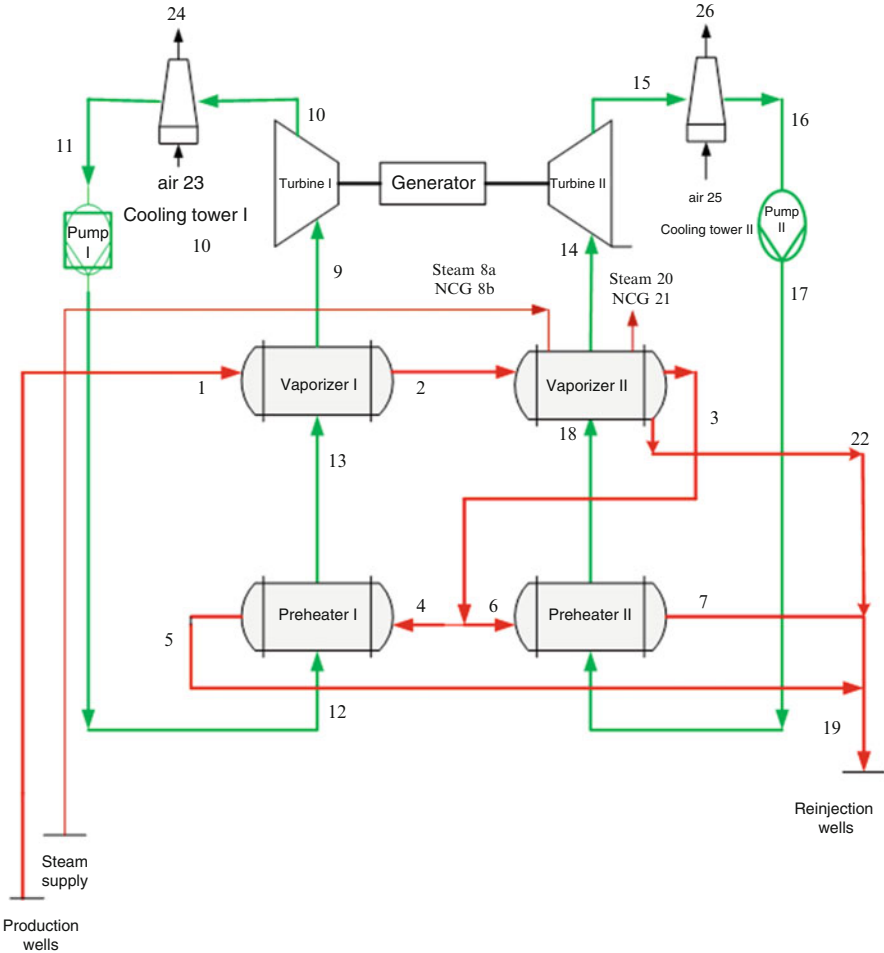 24
26
10
15
11
16
air 23
Cooling tower I
10
Turbine I
Generator
Turbine II
air 25
Cooling tower II
Pump
I
Pump
II
9
Steam 8a
NCG 8b
14
Steam 20
NCG 21
17
1
Vaporizer I
2
Vaporizer II
3
18
22
13
Preheater I
4
6
Preheater II
7
5
12
19
Reinjection
wells
Steam
supply
Production
wells